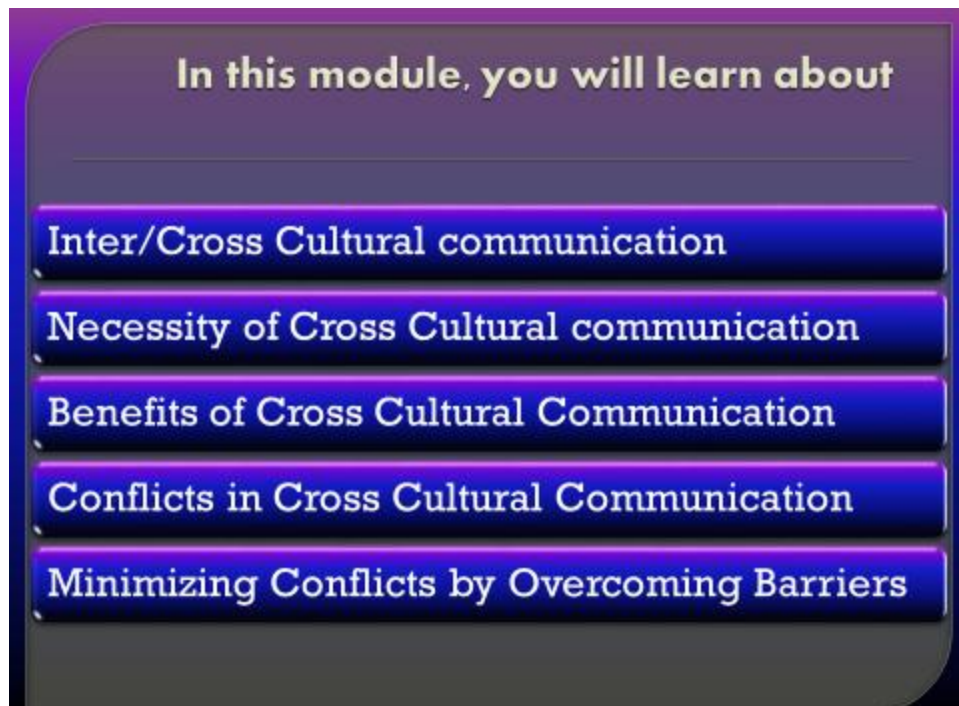 In this module, you will learn about
Inter/Cross Cultural communication
Necessity of Cross Cultural communication
Benefits of Cross Cultural Communication
Conflicts in Cross Cultural Communication
Minimizing Conflicts by Overcoming Barriers